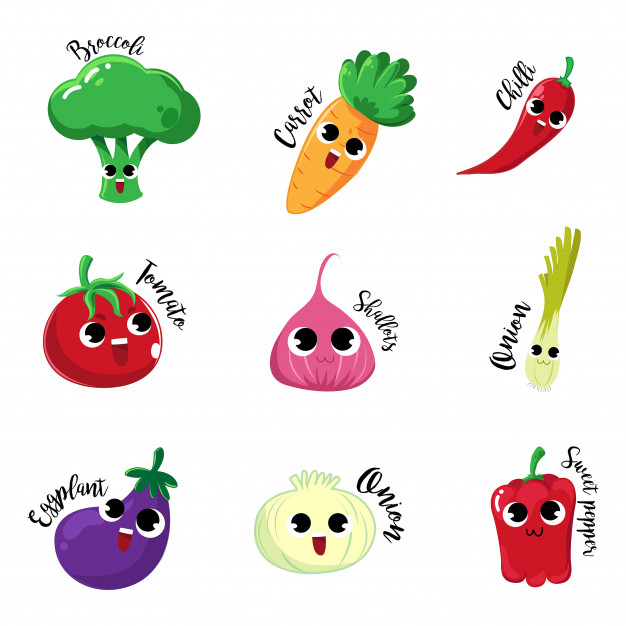 Broccoli
Carrot
Chilli
Tomato
Shallots
Onion
Eggplant
Onion
Sweet pepper